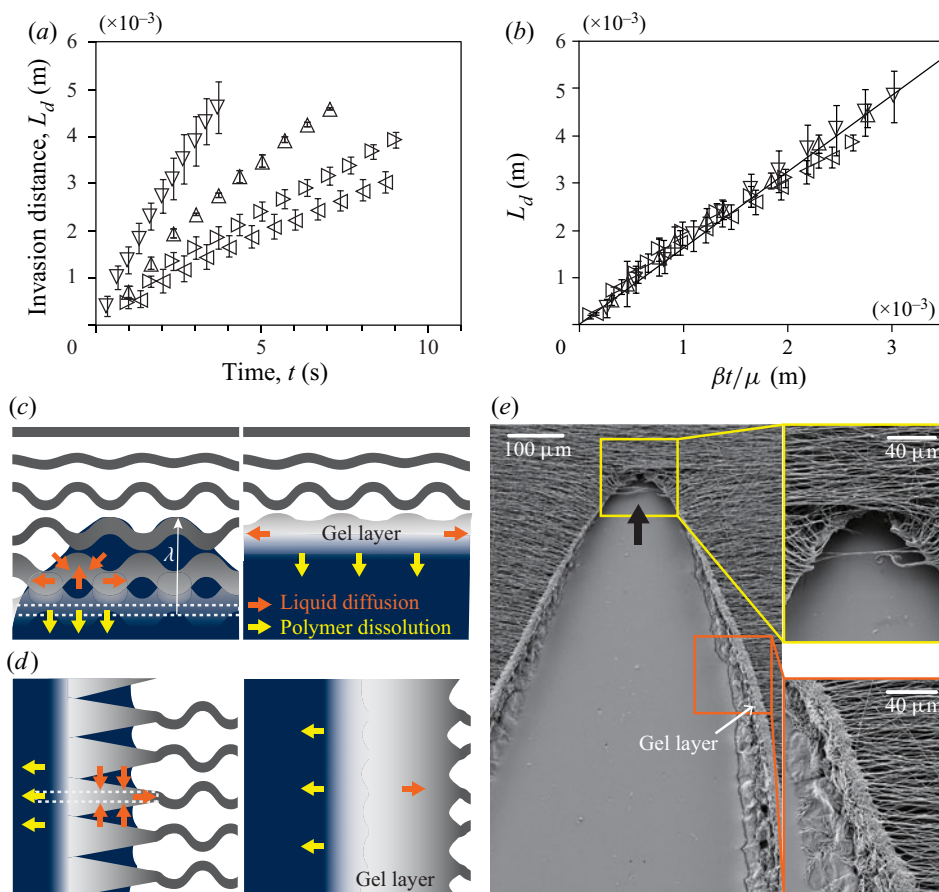 (a)
(×10⁻³)
6
5
4
3
2
1
0
5
10
Invasion distance, L_d (m)
Time, t (s)
(b)
(×10⁻³)
6
5
4
3
2
1
0
1
2
3
L_d (m)
(×10⁻³)
βt/μ (m)
(c)
λ
Gel layer
Liquid diffusion
Polymer dissolution
(d)
Gel layer
(e)
100 μm
40 μm
40 μm
Gel layer